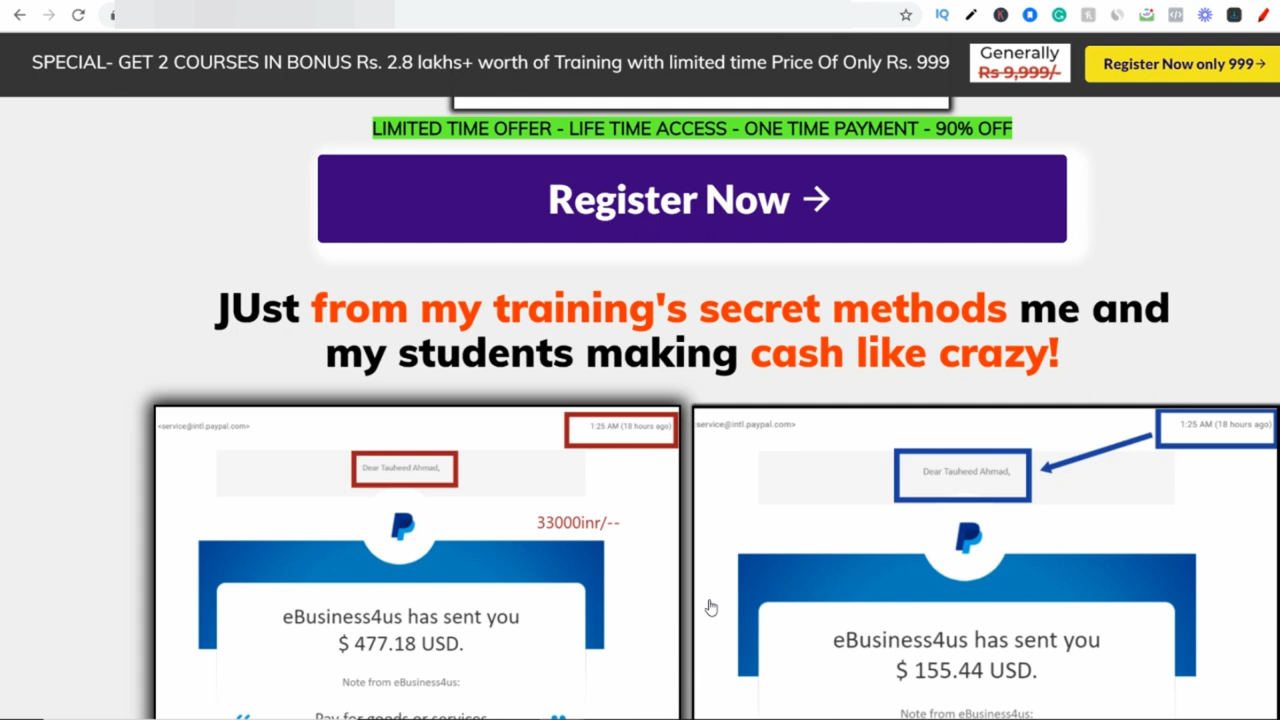 SPECIAL- GET 2 COURSES IN BONUS Rs. 2.8 lakhs+ worth of Training with limited time Price Of Only Rs. 999
Generally
Rs 9,999/-
Register Now only 999→
LIMITED TIME OFFER - LIFE TIME ACCESS - ONE TIME PAYMENT - 90% OFF
Register Now →
JUst from my training's secret methods me and
my students making cash like crazy!
<service@intl.paypal.com>
1:25 AM (18 hours ago)
Dear Tauheed Ahmad,
33000inr/--
eBusiness4us has sent you
$ 477.18 USD.
Note from eBusiness4us:
Pay for goods or services
service@intl.paypal.com>
1:25 AM (18 hours ago)
Dear Tauheed Ahmad,
eBusiness4us has sent you
$ 155.44 USD.
Note from eBusiness4us: